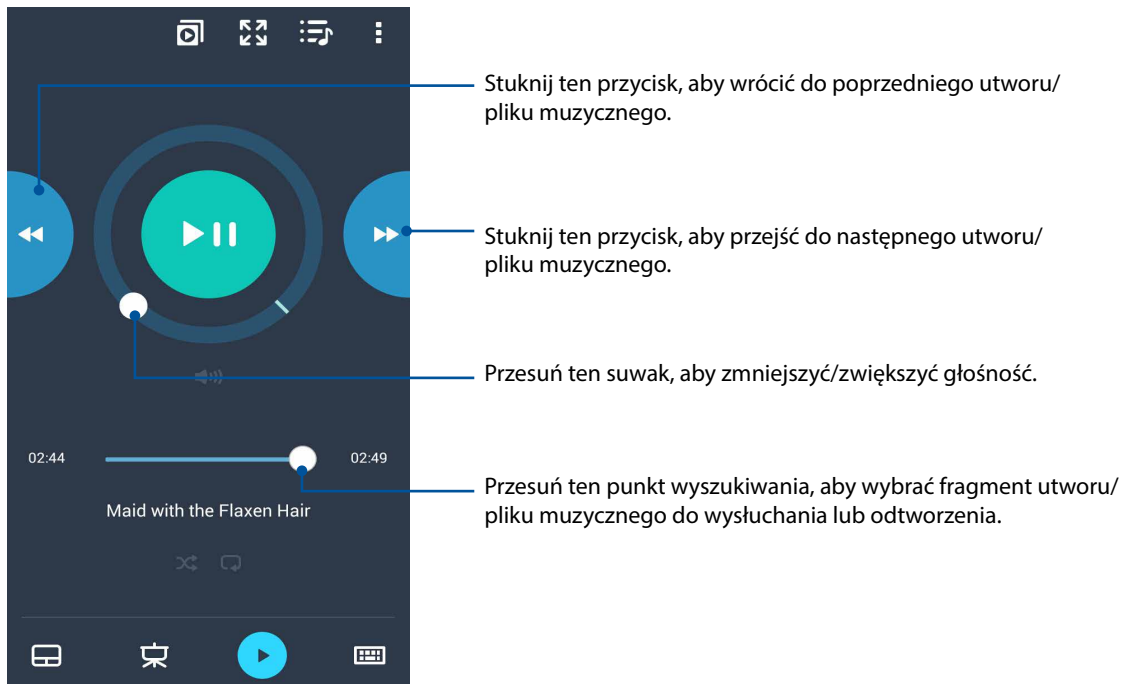 Stuknij ten przycisk, aby wrócić do poprzedniego utworu/
pliku muzycznego.
Stuknij ten przycisk, aby przejść do następnego utworu/
pliku muzycznego.
Przesuń ten suwak, aby zmniejszyć/zwiększyć głośność.
02:44
02:49
Maid with the Flaxen Hair
Przesuń ten punkt wyszukiwania, aby wybrać fragment utworu/
pliku muzycznego do wysłuchania lub odtworzenia.